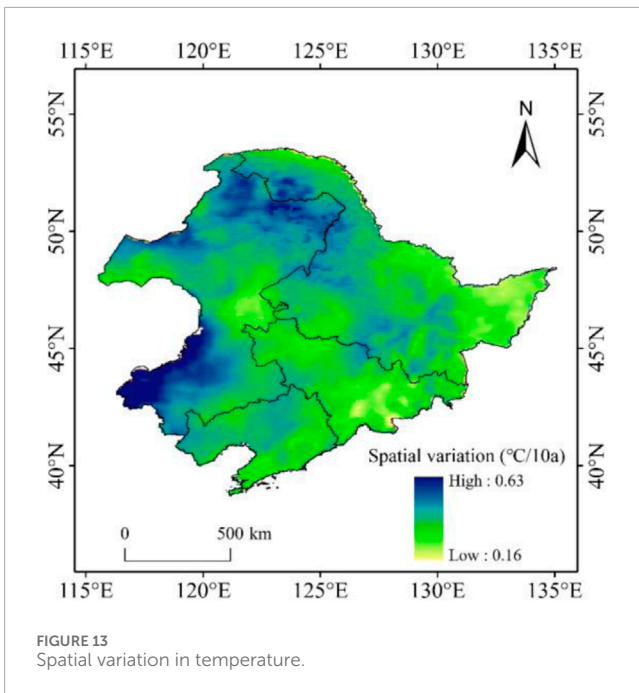 115°E 120°E 125°E 130°E 135°E
N
55°N 55°N
50°N 50°N
45°N 45°N
40°N 40°N
Spatial variation (°C/10a)
High : 0.63
Low : 0.16
0 500 km
115°E 120°E 125°E 130°E 135°E
FIGURE 13
Spatial variation in temperature.